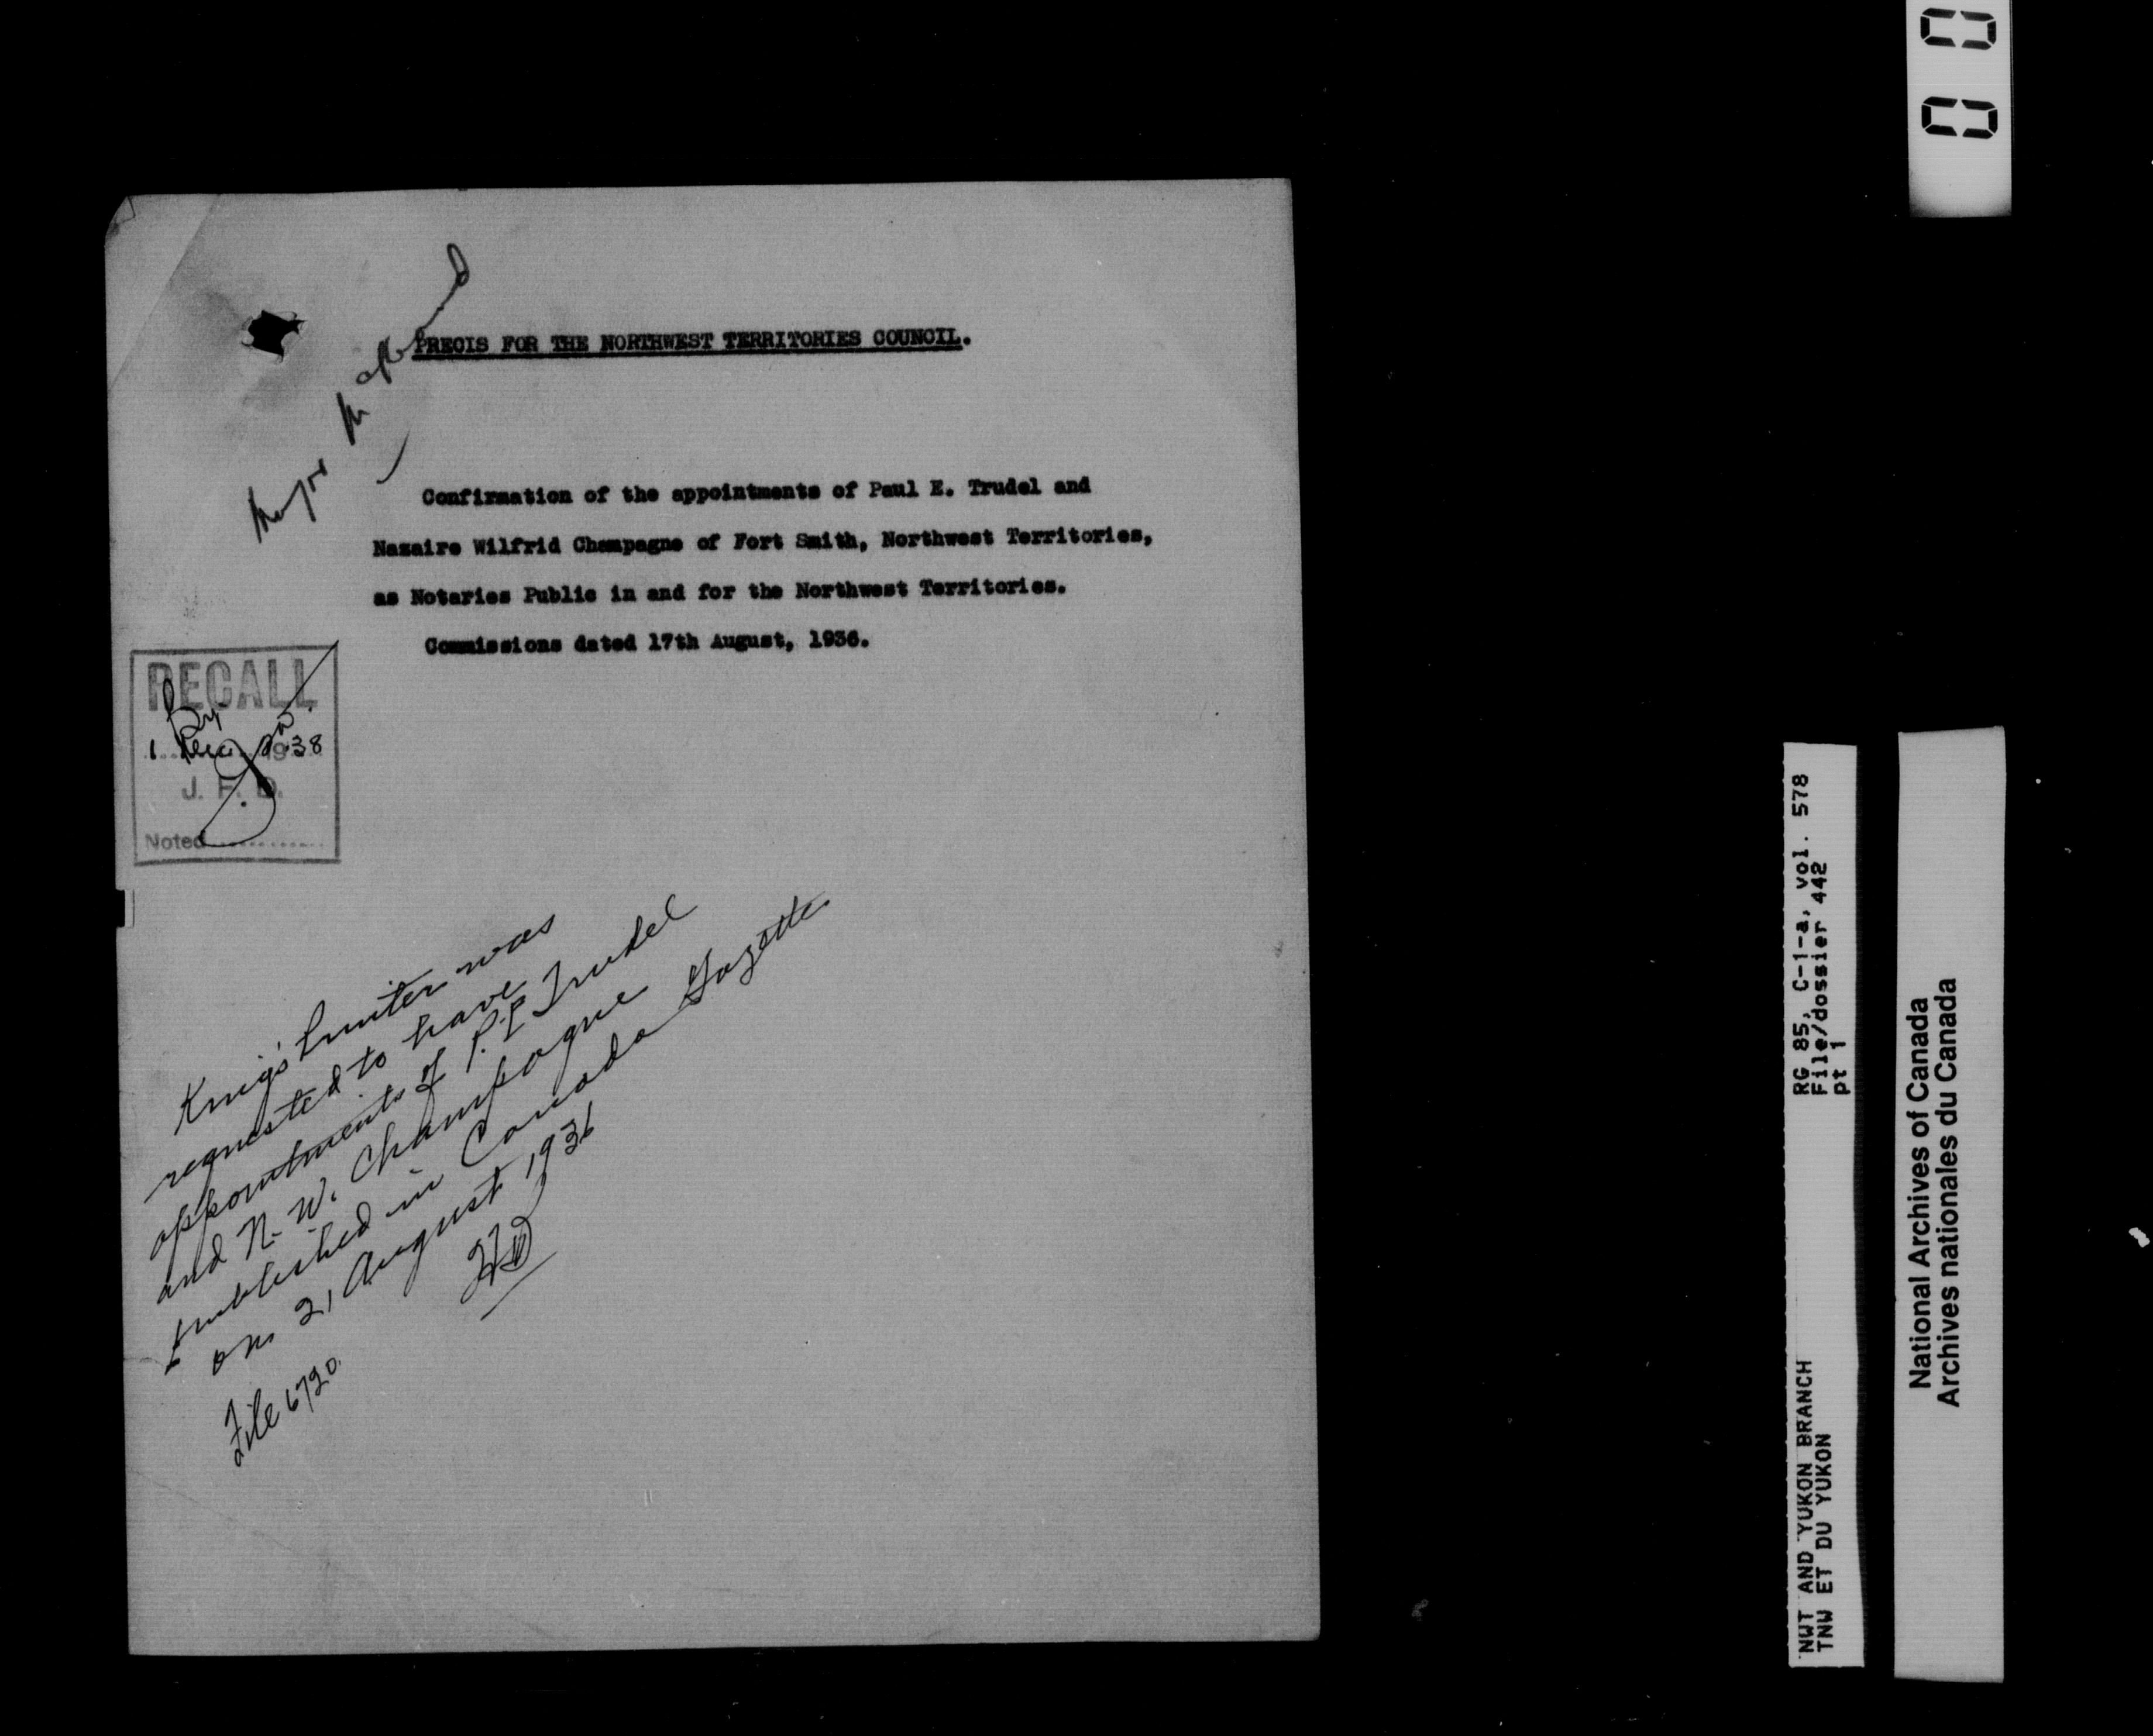 PRECIS FOR THE NORTHWEST TERRITORIES COUNCIL.
Confirmation of the appointments of Paul E. Trudel and
Nazaire Wilfrid Champagne of Fort Smith, Northwest Territories,
as Notaries Public in and for the Northwest Territories.
Commissions dated 17th August, 1936.
RECALL
1 1938
J. F. D.
Noted
King's Printer was
requested to have
appointments of P.E. Trudel
and N. W. Champagne
published in Canada Gazette
on 21 August 1936
File 6720
00
RG 85, C-1-a, vol. 578
File/dossier 442
pt 1
NWT AND YUKON BRANCH
TNW ET DU YUKON
National Archives of Canada
Archives nationales du Canada